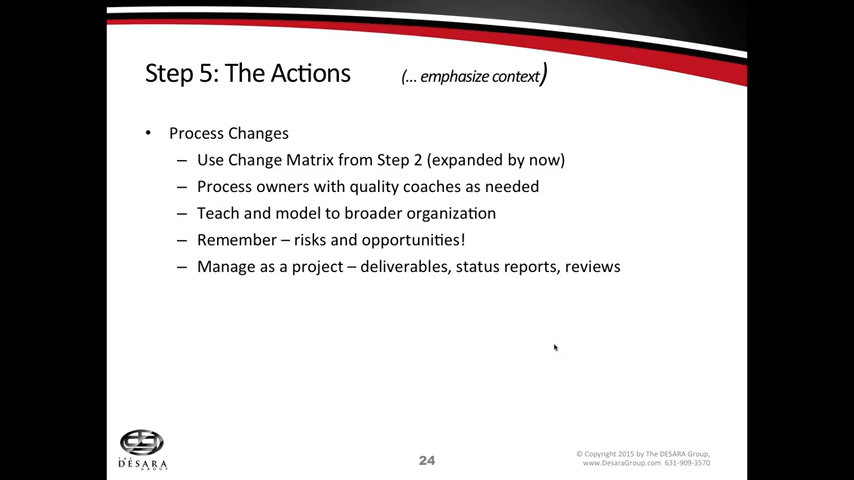 Step 5: The Actions (... emphasize context)
• Process Changes
– Use Change Matrix from Step 2 (expanded by now)
– Process owners with quality coaches as needed
– Teach and model to broader organization
– Remember – risks and opportunities!
– Manage as a project – deliverables, status reports, reviews
THE
DESARA
GROUP
24
© Copyright 2015 by The DESARA Group,
www.DesaraGroup.com 631-909-3570